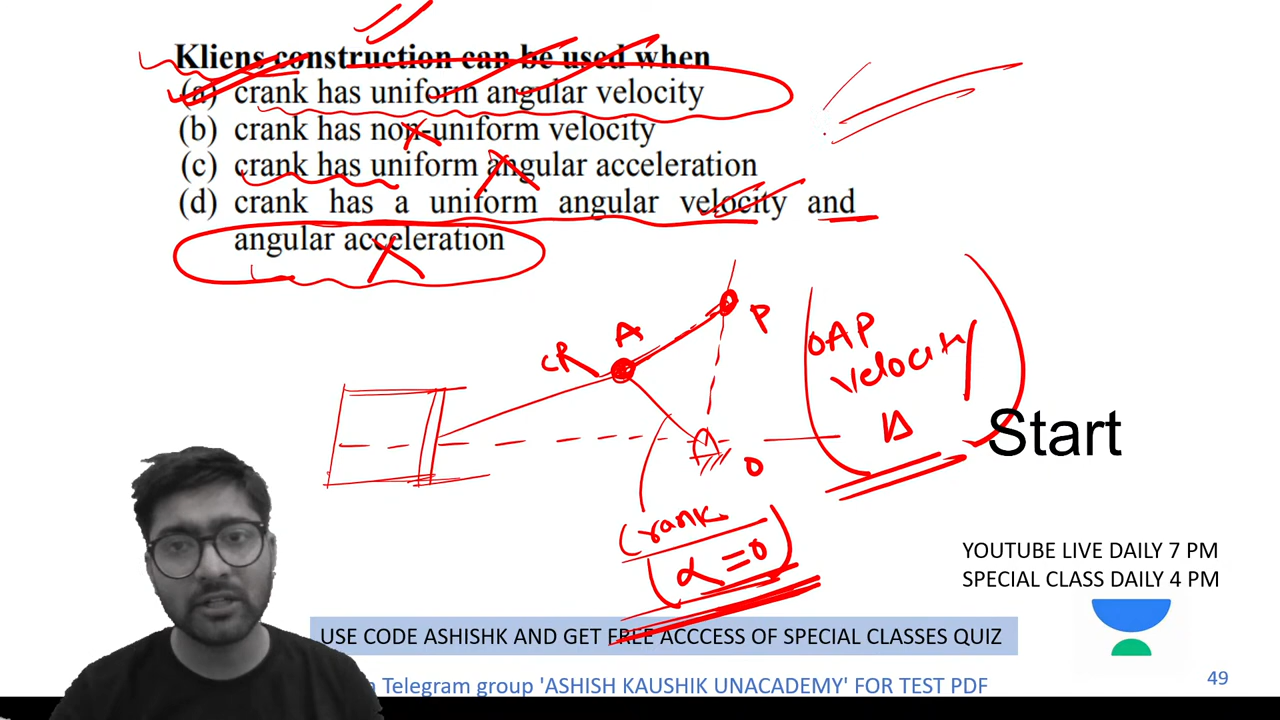 Kliens construction can be used when
(a) crank has uniform angular velocity
(b) crank has non-uniform velocity
(c) crank has uniform angular acceleration
(d) crank has a uniform angular velocity and
angular acceleration
P
A
CR
OAP
velocity
Δ
Start
O
Crank
α = 0
YOUTUBE LIVE DAILY 7 PM
SPECIAL CLASS DAILY 4 PM
USE CODE ASHISHK AND GET FREE ACCCESS OF SPECIAL CLASSES QUIZ
Telegram group 'ASHISH KAUSHIK UNACADEMY' FOR TEST PDF
49